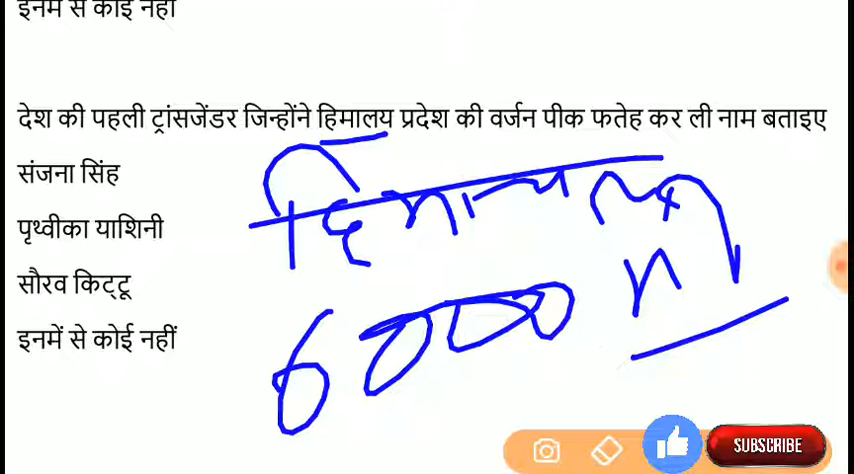 इनमें से कोई नहीं
देश की पहली ट्रांसजेंडर जिन्होंने हिमालय प्रदेश की वर्जन पीक फतेह कर ली नाम बताइए
संजना सिंह
पृथ्वीका याशिनी
सौरव किट्टू
इनमें से कोई नहीं
हिमाचल
6000 m
SUBSCRIBE